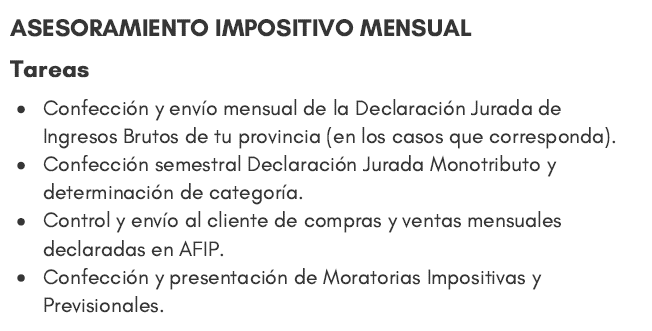 ASESORAMIENTO IMPOSITIVO MENSUAL
Tareas
• Confección y envío mensual de la Declaración Jurada de
Ingresos Brutos de tu provincia (en los casos que corresponda).
• Confección semestral Declaración Jurada Monotributo y
determinación de categoría.
• Control y envío al cliente de compras y ventas mensuales
declaradas en AFIP.
• Confección y presentación de Moratorias Impositivas y
Previsionales.